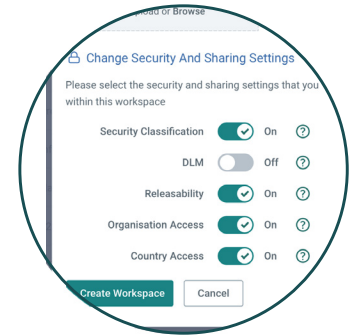 or Browse
Change Security And Sharing Settings
Please select the security and sharing settings that you
within this workspace
Security Classification On ?
DLM Off ?
Releasability On ?
Organisation Access On ?
Country Access On ?
Create Workspace Cancel